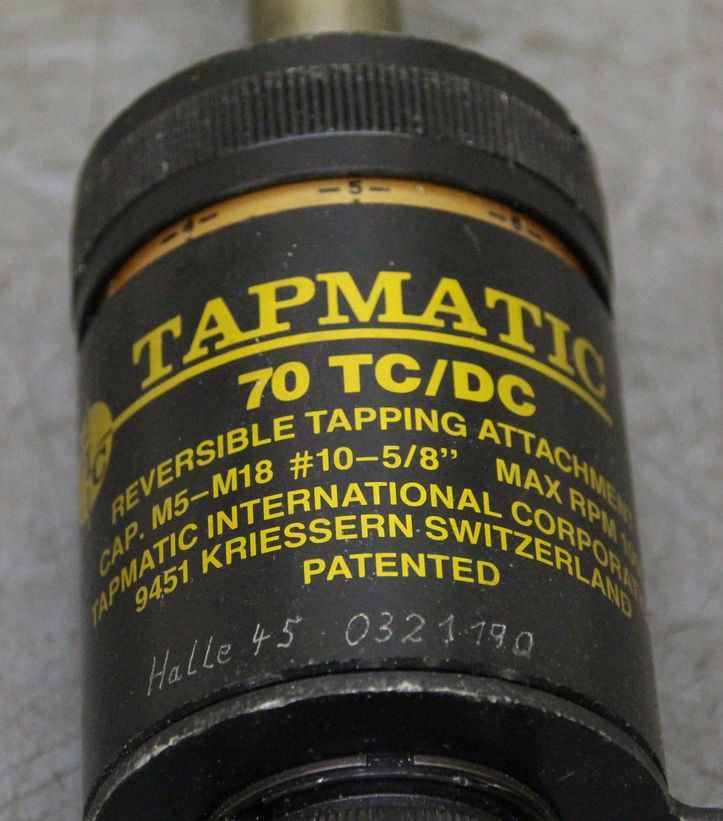 4 – 5 – 6
TAPMATIC
70 TC/DC
REVERSIBLE TAPPING ATTACHMENT
CAP. M5–M18 #10–5/8” MAX RPM
TAPMATIC INTERNATIONAL
9451 KRIESSERN SWITZERLAND
PATENTED
Halle 45 0321190